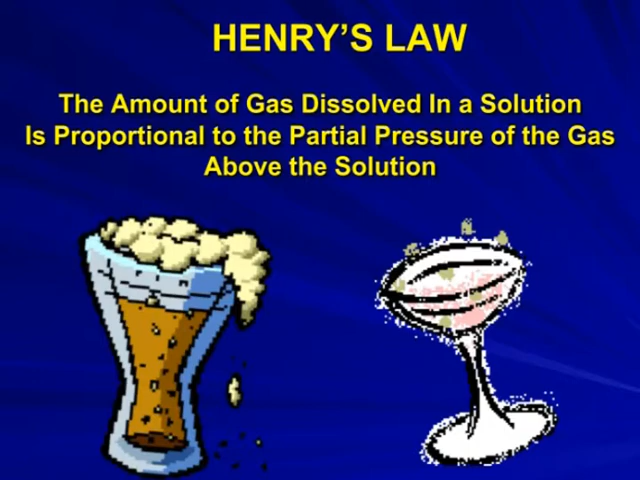 HENRY’S LAW
The Amount of Gas Dissolved In a Solution
Is Proportional to the Partial Pressure of the Gas
Above the Solution